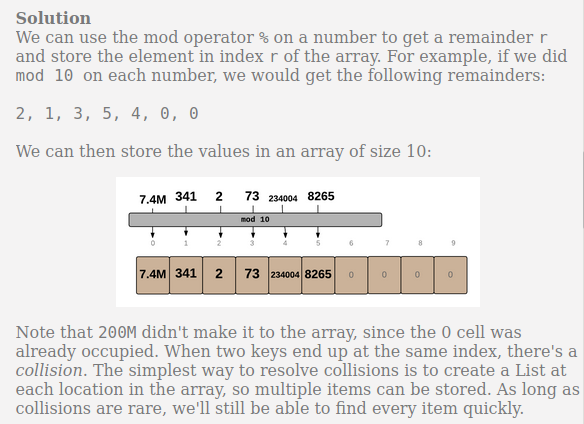 Solution
We can use the mod operator % on a number to get a remainder r
and store the element in index r of the array. For example, if we did
mod 10 on each number, we would get the following remainders:
2, 1, 3, 5, 4, 0, 0
We can then store the values in an array of size 10:
7.4M 341 2 73 234004 8265
mod 10
0 1 2 3 4 5 6 7 8 9
7.4M 341 2 73 234004 8265 0 0 0 0
Note that 200M didn't make it to the array, since the 0 cell was
already occupied. When two keys end up at the same index, there's a
collision. The simplest way to resolve collisions is to create a List at
each location in the array, so multiple items can be stored. As long as
collisions are rare, we'll still be able to find every item quickly.